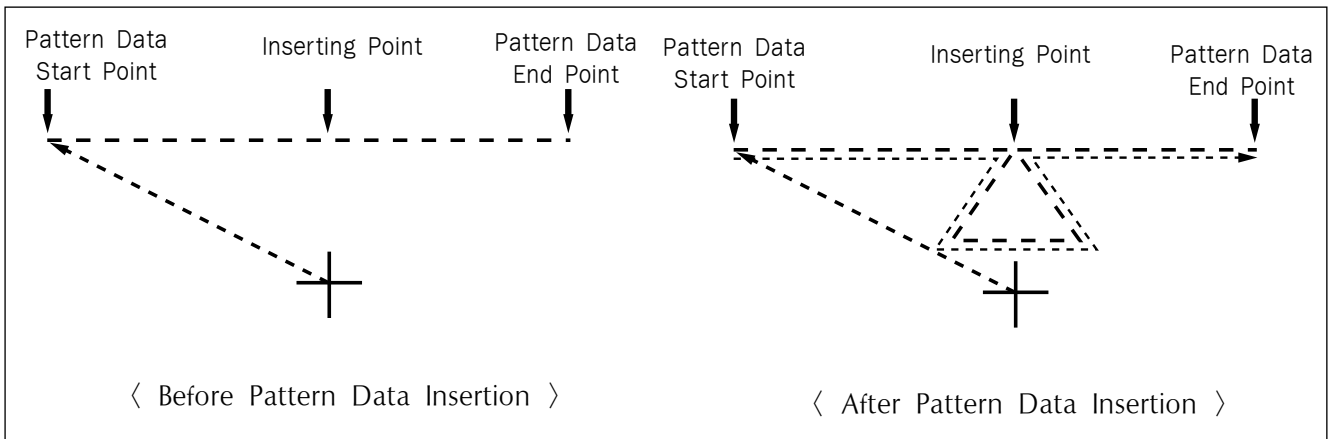 Pattern Data
Start Point
Inserting Point
Pattern Data
End Point
〈 Before Pattern Data Insertion 〉
Pattern Data
Start Point
Inserting Point
Pattern Data
End Point
〈 After Pattern Data Insertion 〉